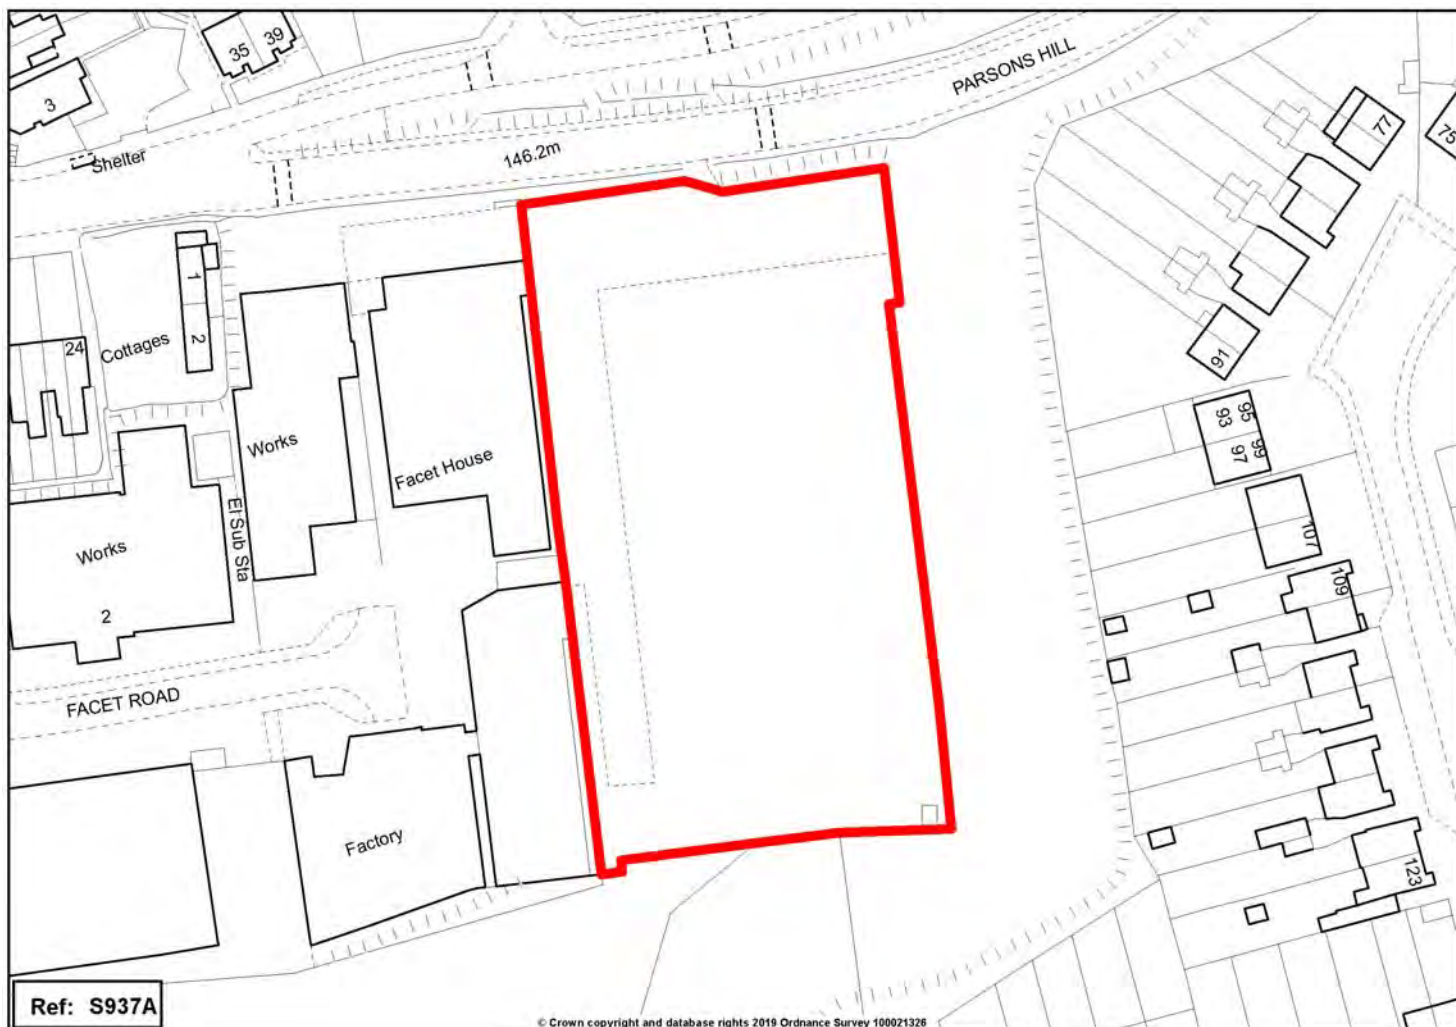 35
39
3
Shelter
146.2m
PARSONS HILL
77
75
1
2
Cottages
24
91
Works
Facet House
93
95
97
99
107
Works
El Sub Sta
109
2
FACET ROAD
Factory
123
Ref: S937A
© Crown copyright and database rights 2019 Ordnance Survey 100021326